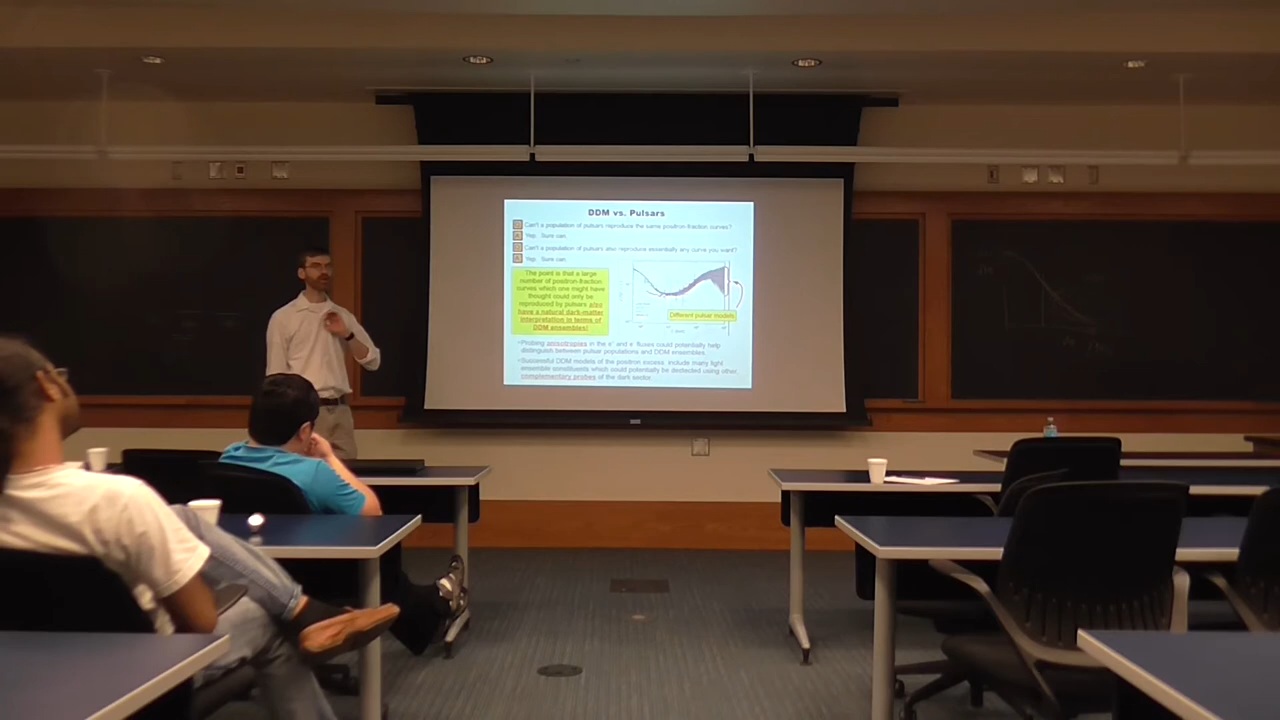 DDM vs. Pulsars
Q Can't a population of pulsars reproduce the same positron fraction curves?
A Yep. Sure can.
Q Can't a population of pulsars also reproduce essentially any curve you want?
A Yep. Sure can.
The point is that a large
number of positron-fraction
curves which one might have
thought could only be
reproduced by pulsars also
have a natural dark-matter
interpretation in terms of
DDM ensembles!
Different pulsar models
Probing anisotropies in the e⁺ and e⁻ fluxes could potentially help
distinguish between pulsar populations and DDM ensembles.
Successful DDM models of the positron excess include many light
ensemble constituents which could potentially be dectected using other,
complementary probes of the dark sector.